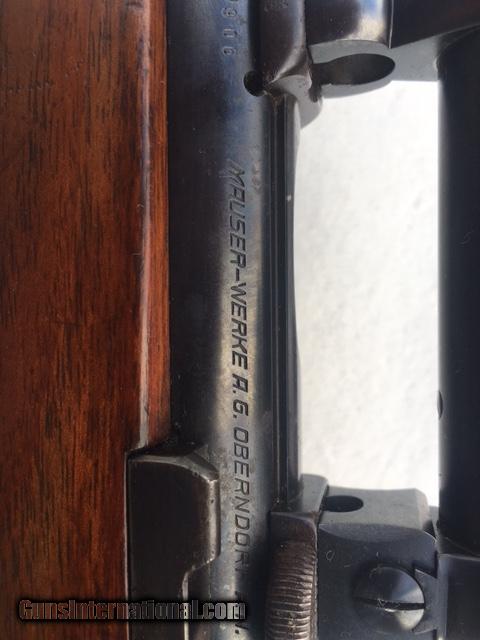 MAUSER-WERKE A.G. OBERNDOR
GunsInternational.com